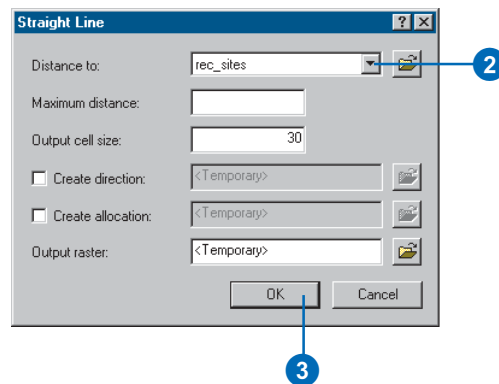 Straight Line ? ×
Distance to: rec_sites 2
Maximum distance:
Output cell size: 30
Create direction: <Temporary>
Create allocation: <Temporary>
Output raster: <Temporary>
OK Cancel
3